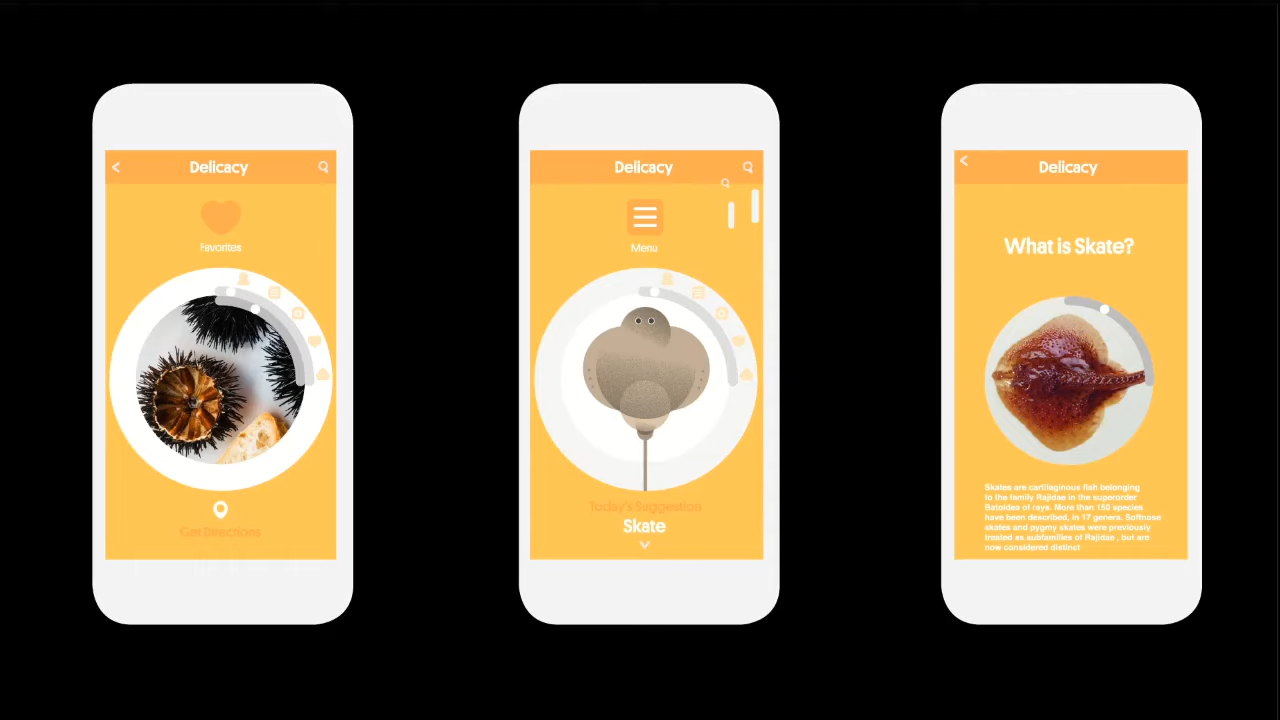 Delicacy
Favorites
Get Directions
Delicacy
Menu
Today's Suggestion
Skate
Delicacy
What is Skate?
Skates are cartilaginous fish belonging
to the family Rajidae in the superorder
Batoidea of rays. More than 150 species
have been described, in 17 genera. Softnose
skates and pygmy skates were previously
treated as subfamilies of Rajidae , but are
now considered distinct